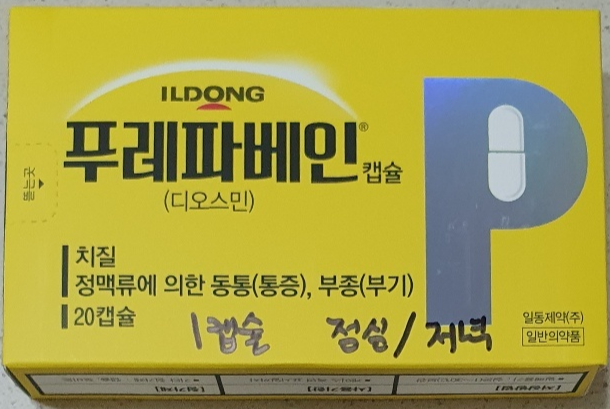 ILDONG
푸레파베인® 캡슐
(디오스민)
뜯는곳
치질
정맥류에 의한 동통(통증), 부종(부기)
20캡슐
1캡슐 점심/저녁
일동제약(주)
일반의약품